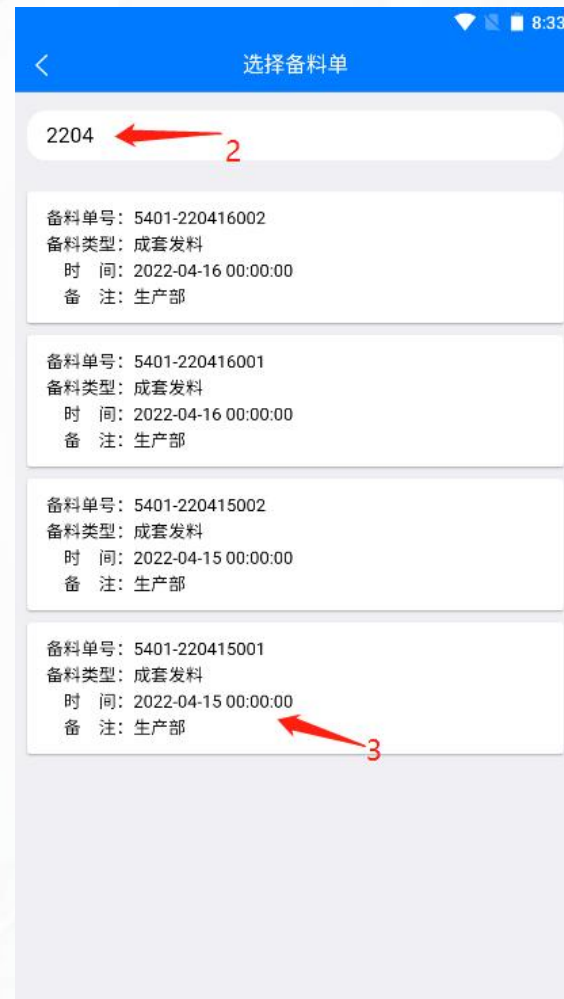 8:33
选择备料单
2204
2
备料单号：5401-220416002
备料类型：成套发料
时 间：2022-04-16 00:00:00
备 注：生产部
备料单号：5401-220416001
备料类型：成套发料
时 间：2022-04-16 00:00:00
备 注：生产部
备料单号：5401-220415002
备料类型：成套发料
时 间：2022-04-15 00:00:00
备 注：生产部
备料单号：5401-220415001
备料类型：成套发料
时 间：2022-04-15 00:00:00
备 注：生产部
3